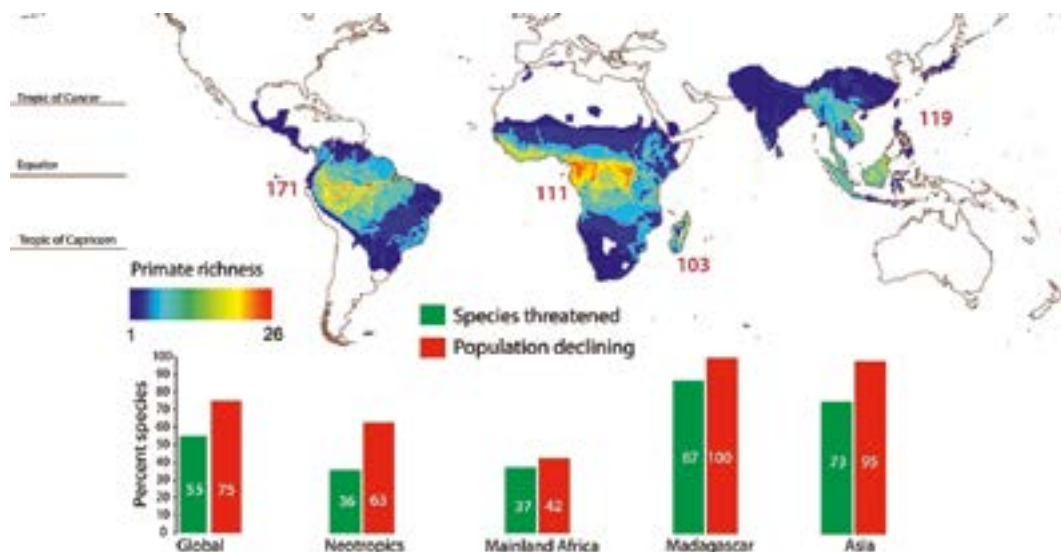 Tropic of Cancer
119
Equator
171
111
Tropic of Capricorn
103
Primate richness
1 26
Species threatened
Population declining
Percent species
100
90
80
70
60
50
40
30
20
10
0
55 75
36 63
37 42
87 100
73 95
Global Neotropics Mainland Africa Madagascar Asia